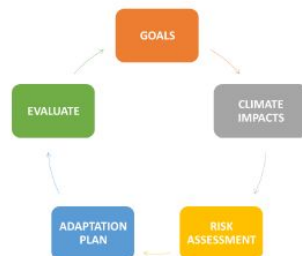 GOALS
CLIMATE
IMPACTS
RISK
ASSESSMENT
ADAPTATION
PLAN
EVALUATE